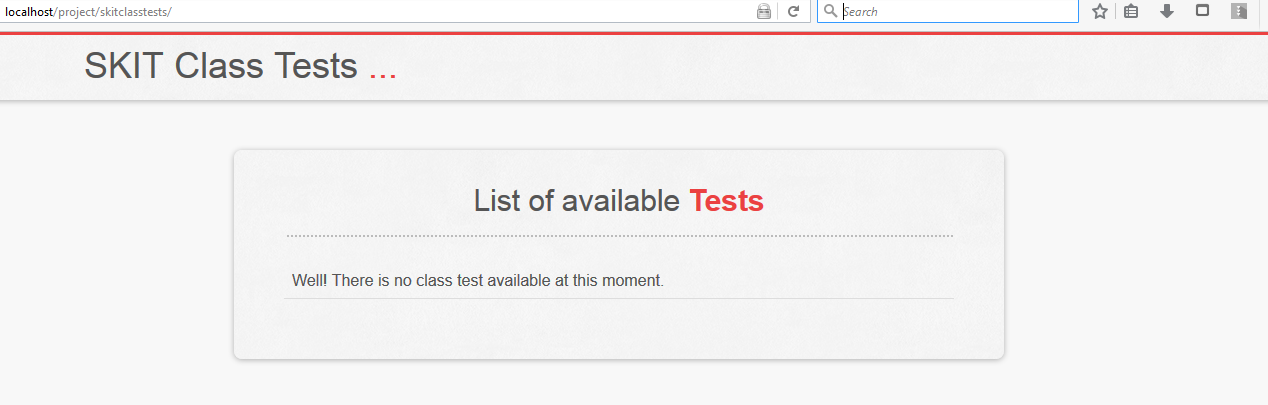 localhost/project/skitclasstests/
Search
SKIT Class Tests ...
List of available Tests
Well! There is no class test available at this moment.